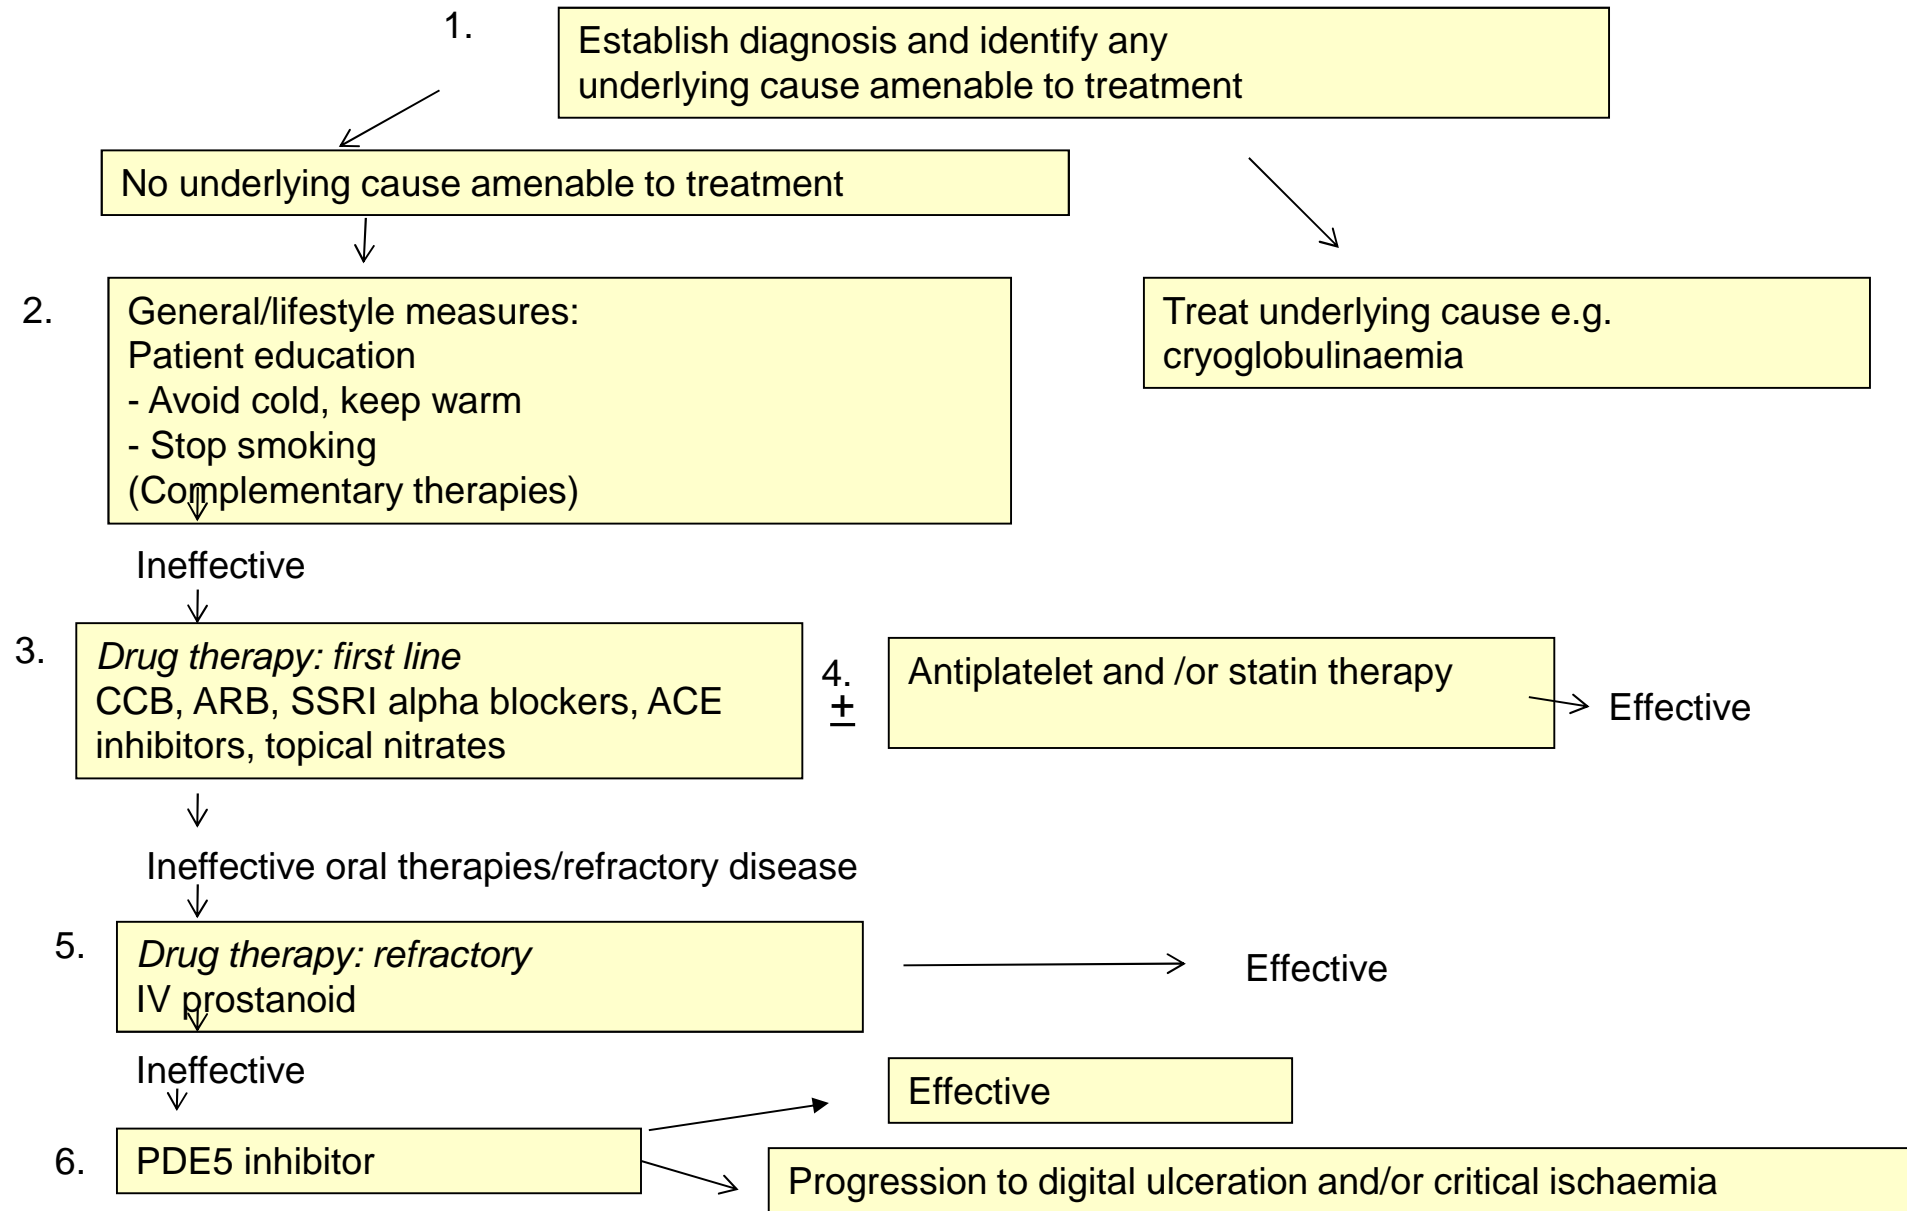 1.
Establish diagnosis and identify any
underlying cause amenable to treatment
No underlying cause amenable to treatment
2.
General/lifestyle measures:
Patient education
- Avoid cold, keep warm
- Stop smoking
(Complementary therapies)
Treat underlying cause e.g.
cryoglobulinaemia
Ineffective
3.
Drug therapy: first line
CCB, ARB, SSRI alpha blockers, ACE
inhibitors, topical nitrates
4.
±
Antiplatelet and /or statin therapy
Effective
Ineffective oral therapies/refractory disease
5.
Drug therapy: refractory
IV prostanoid
Effective
Ineffective
Effective
6.
PDE5 inhibitor
Progression to digital ulceration and/or critical ischaemia